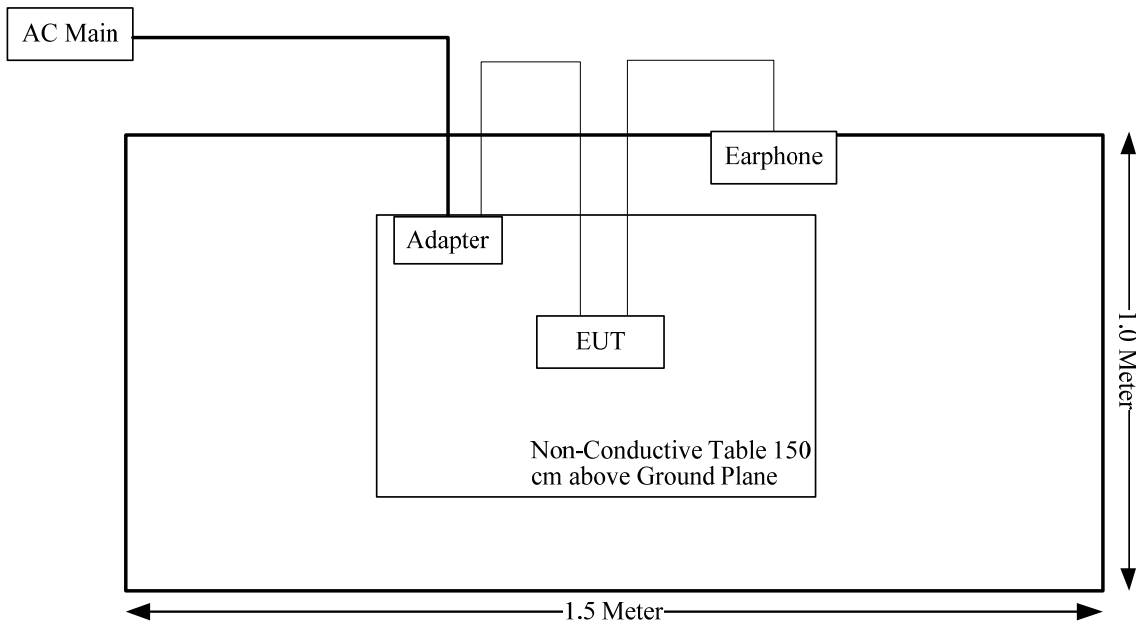 AC Main
Earphone
Adapter
EUT
Non-Conductive Table 150
cm above Ground Plane
1.0 Meter
1.5 Meter